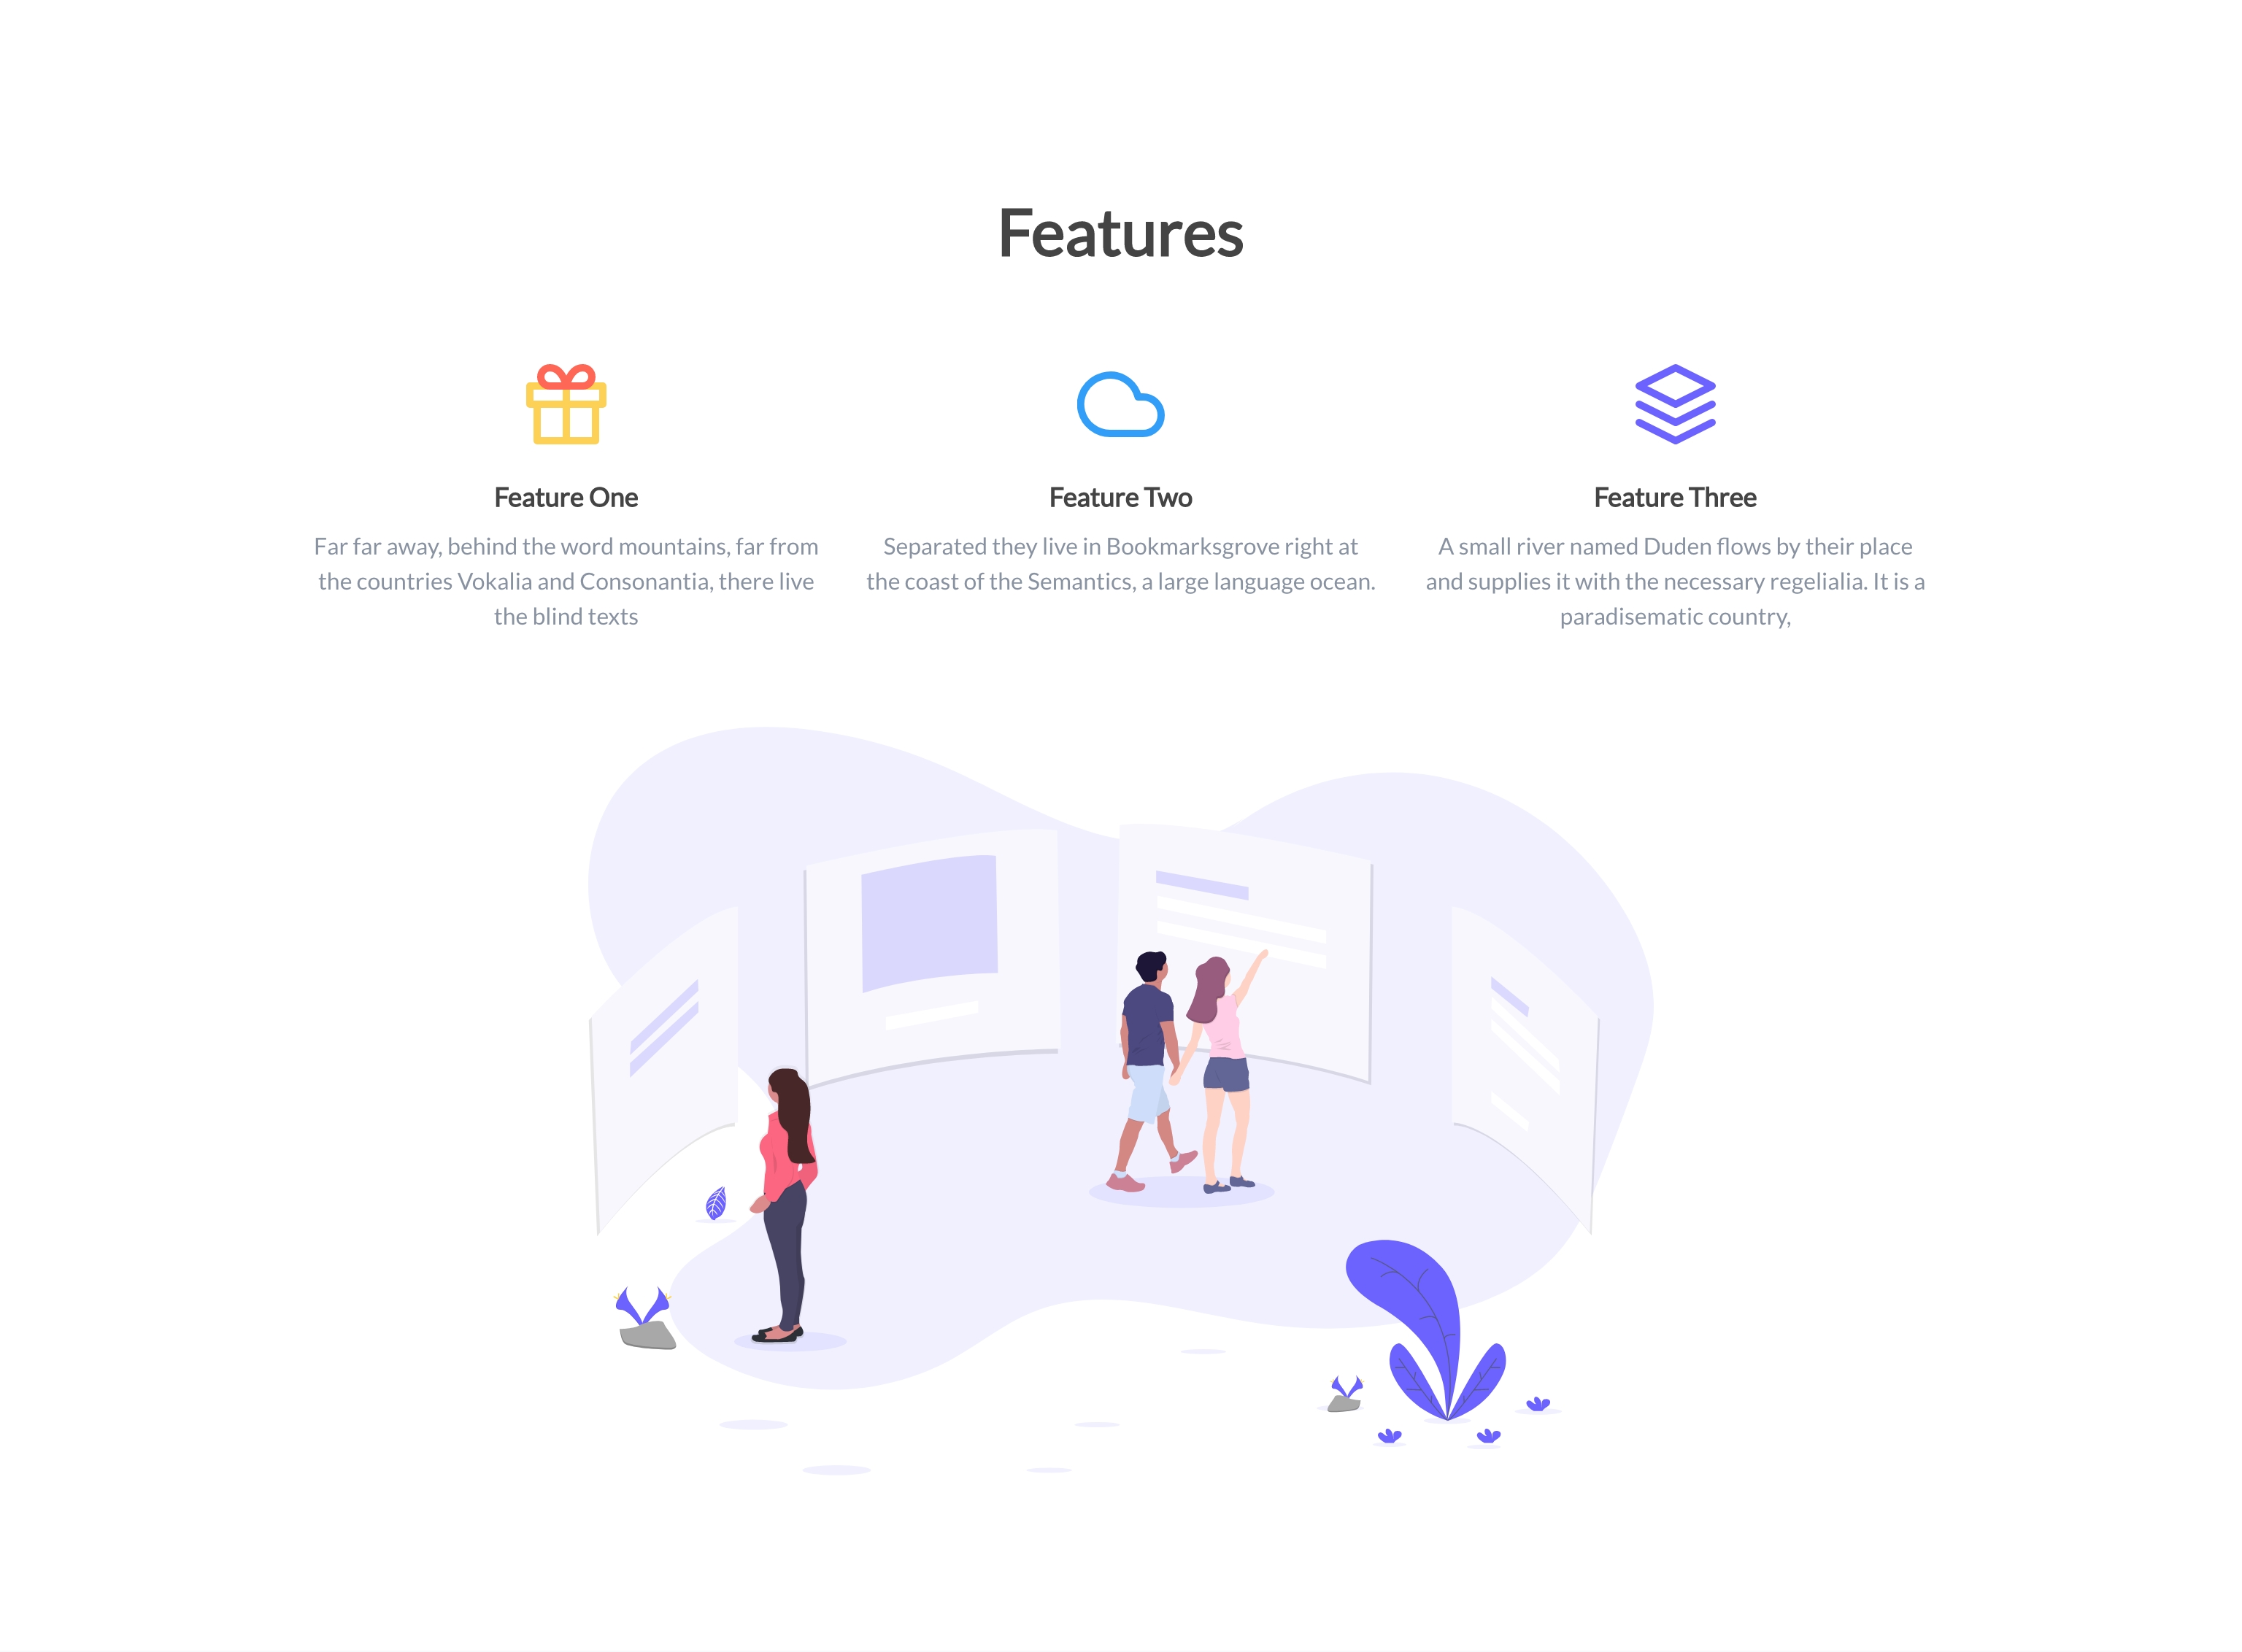 Features
Feature One
Far far away, behind the word mountains, far from
the countries Vokalia and Consonantia, there live
the blind texts
Feature Two
Separated they live in Bookmarksgrove right at
the coast of the Semantics, a large language ocean.
Feature Three
A small river named Duden flows by their place
and supplies it with the necessary regelialia. It is a
paradisematic country,